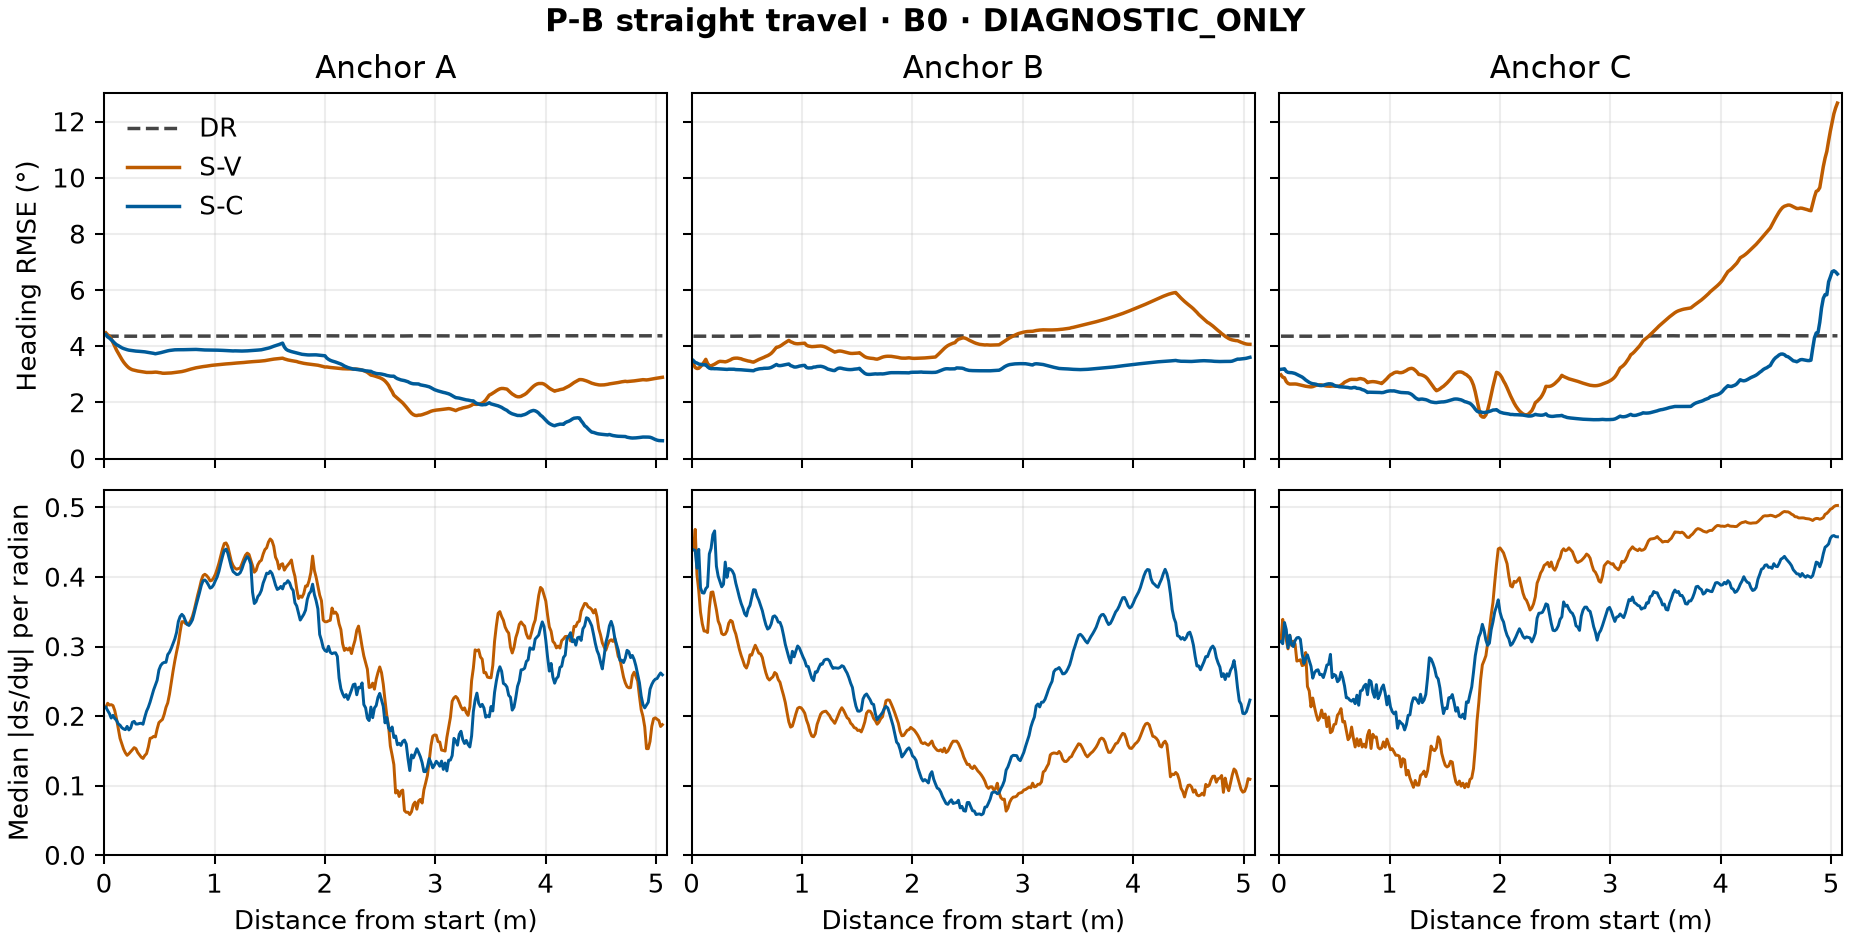 P-B straight travel · B0 · DIAGNOSTIC_ONLY
Anchor A
Anchor B
Anchor C
Heading RMSE (°)
12
10
8
6
4
2
0
DR
S-V
S-C
Median |ds/dψ| per radian
0.5
0.4
0.3
0.2
0.1
0.0
0 1 2 3 4 5
0 1 2 3 4 5
0 1 2 3 4 5
Distance from start (m)
Distance from start (m)
Distance from start (m)